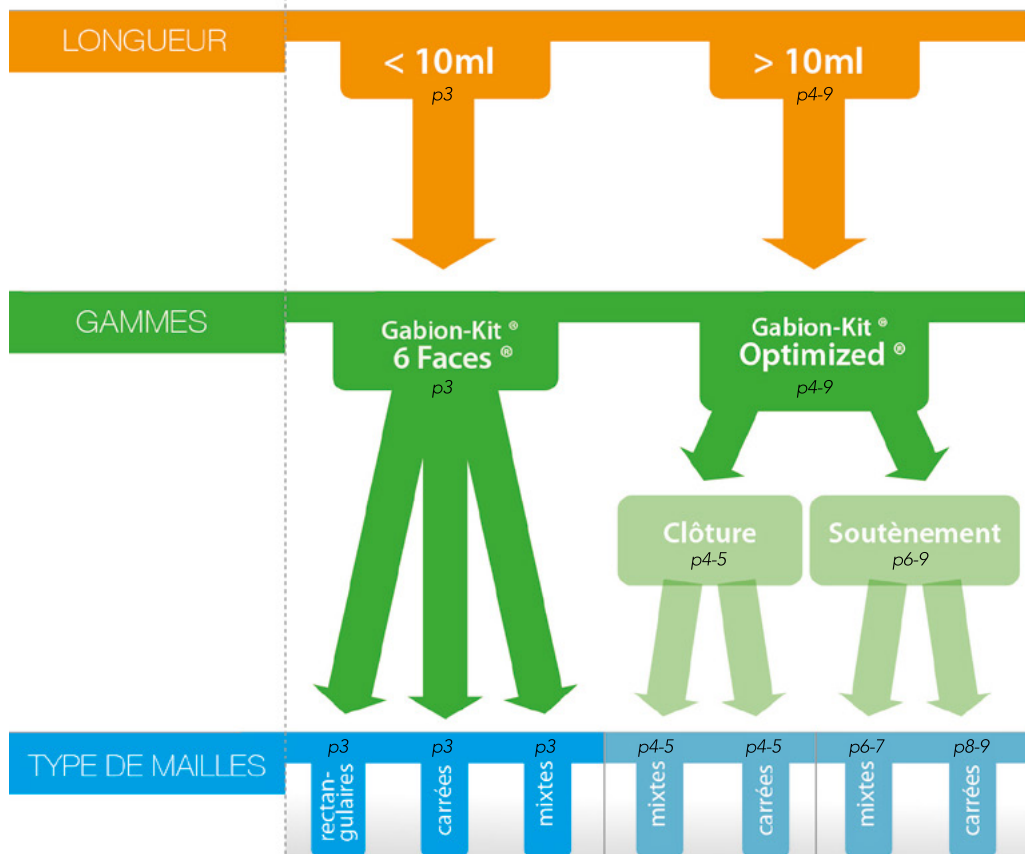 LONGUEUR
< 10ml
p3
> 10ml
p4-9
GAMMES
Gabion-Kit ®
6 Faces ®
p3
Gabion-Kit ®
Optimized ®
p4-9
Clôture
p4-5
Soutènement
p6-9
TYPE DE MAILLES
p3
rectan-
gulaires
p3
carrées
p3
mixtes
p4-5
mixtes
p4-5
carrées
p6-7
mixtes
p8-9
carrées